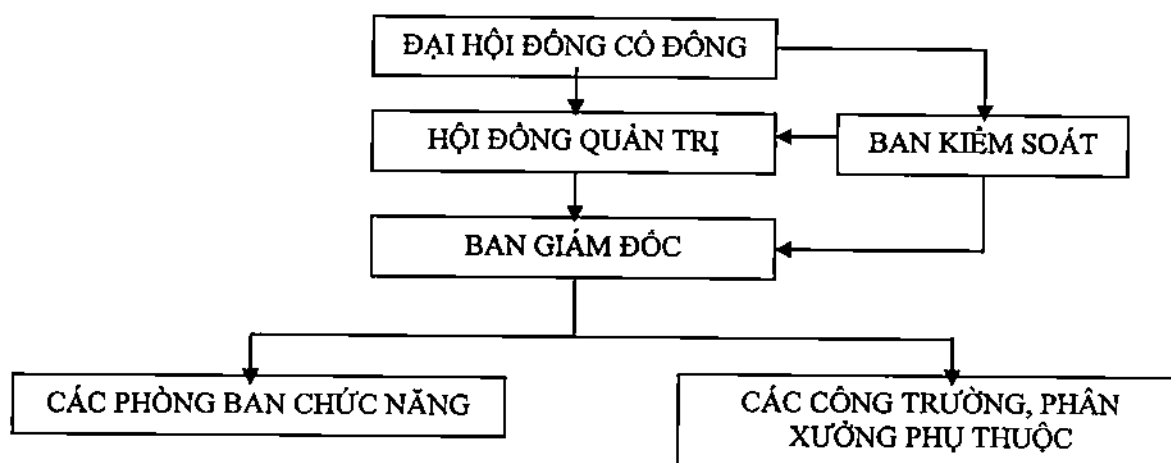 ĐẠI HỘI ĐỒNG CỔ ĐÔNG
HỘI ĐỒNG QUẢN TRỊ
BAN KIỂM SOÁT
BAN GIÁM ĐỐC
CÁC PHÒNG BAN CHỨC NĂNG
CÁC CÔNG TRƯỜNG, PHÂN
XƯỞNG PHỤ THUỘC